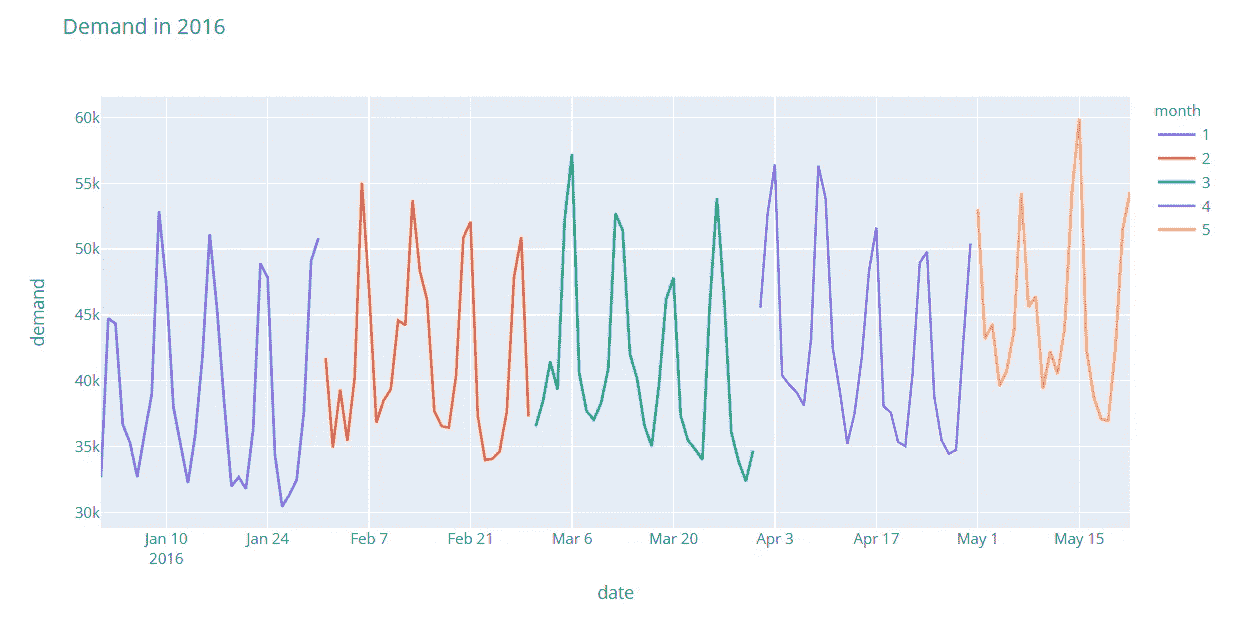 Demand in 2016
60k
55k
50k
45k
40k
35k
30k
demand
Jan 10
2016
Jan 24
Feb 7
Feb 21
Mar 6
Mar 20
Apr 3
Apr 17
May 1
May 15
date
month
1
2
3
4
5